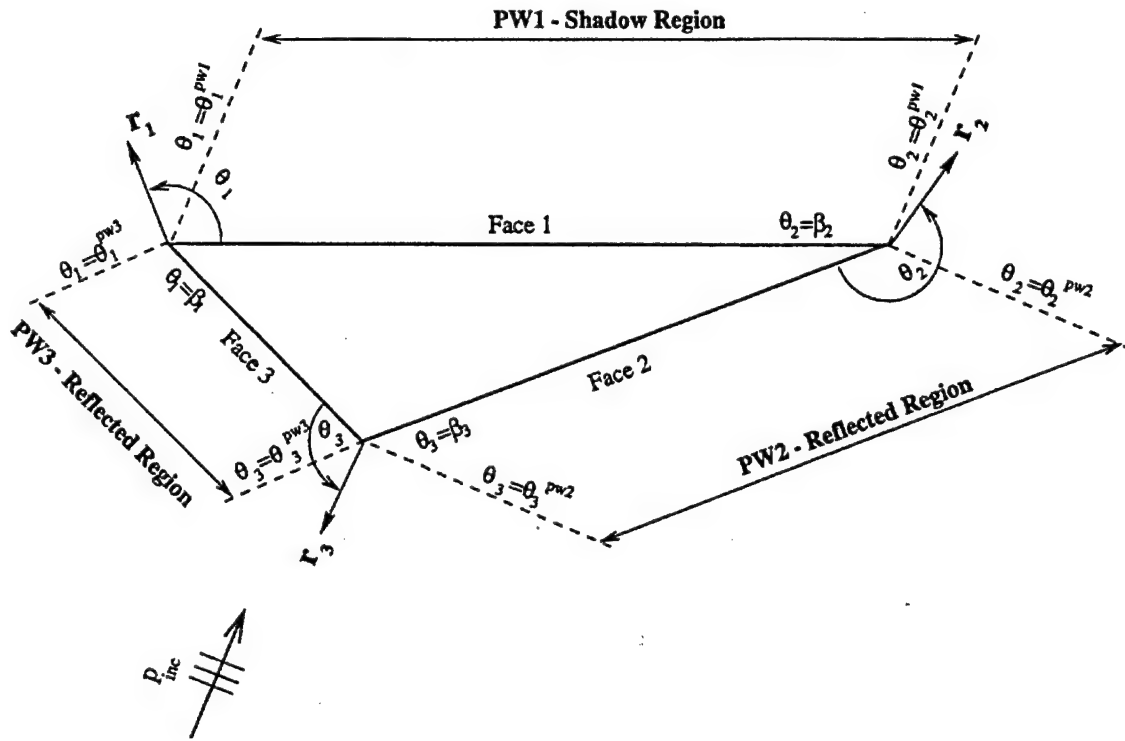 PW1 - Shadow Region
θ₁=θ₁^pw1
θ₂=θ₂^pw1
r₁
r₂
θ₁
Face 1
θ₂=β₂
θ₂
θ₁=θ₁^pw3
θ₂=θ₂^pw2
θ₁=β₁
Face 3
Face 2
PW3 - Reflected Region
PW2 - Reflected Region
θ₃=θ₃^pw3
θ₃
θ₃=β₃
θ₃=θ₃^pw2
r₃
p_inc